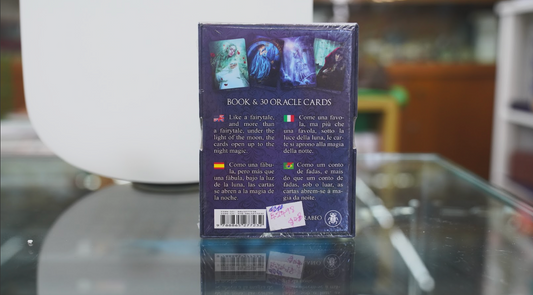 BOOK & 30 ORACLE CARDS
Like a fairytale,
and more than
a fairytale, under
the light of the moon, the
cards open up to the
night magic.
Come una favo-
la, ma più che
una favola, sotto la
luce della luna, le car-
te si aprono alla magia
della notte.
Como una fábu-
la, pero más que
una fábula, bajo la luz
de la luna, las cartas
se abren a la magia de
la noche.
Como um conto
de fadas, e mais
do que um conto de
fadas, sob o luar, as
cartas abrem-se à ma-
gia da noite.